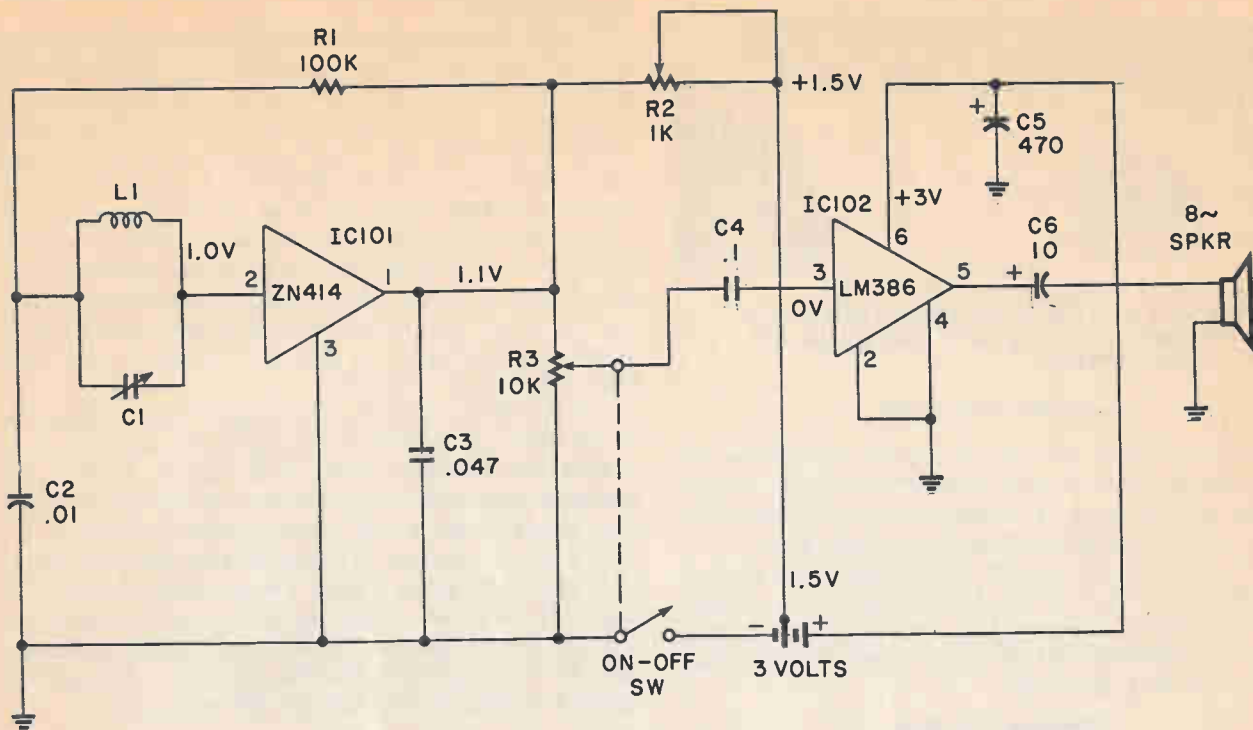 R1
100K
R2
1K
+1.5V
+
C5
470
L1
1.0V
IC101
2
ZN414
1
1.1V
3
C1
R3
10K
C4
.1
IC102
+3V
6
3
0V
LM386
5
4
2
C6
10
+
8~
SPKR
C2
.01
C3
.047
1.5V
-
+
ON-OFF
SW
3 VOLTS